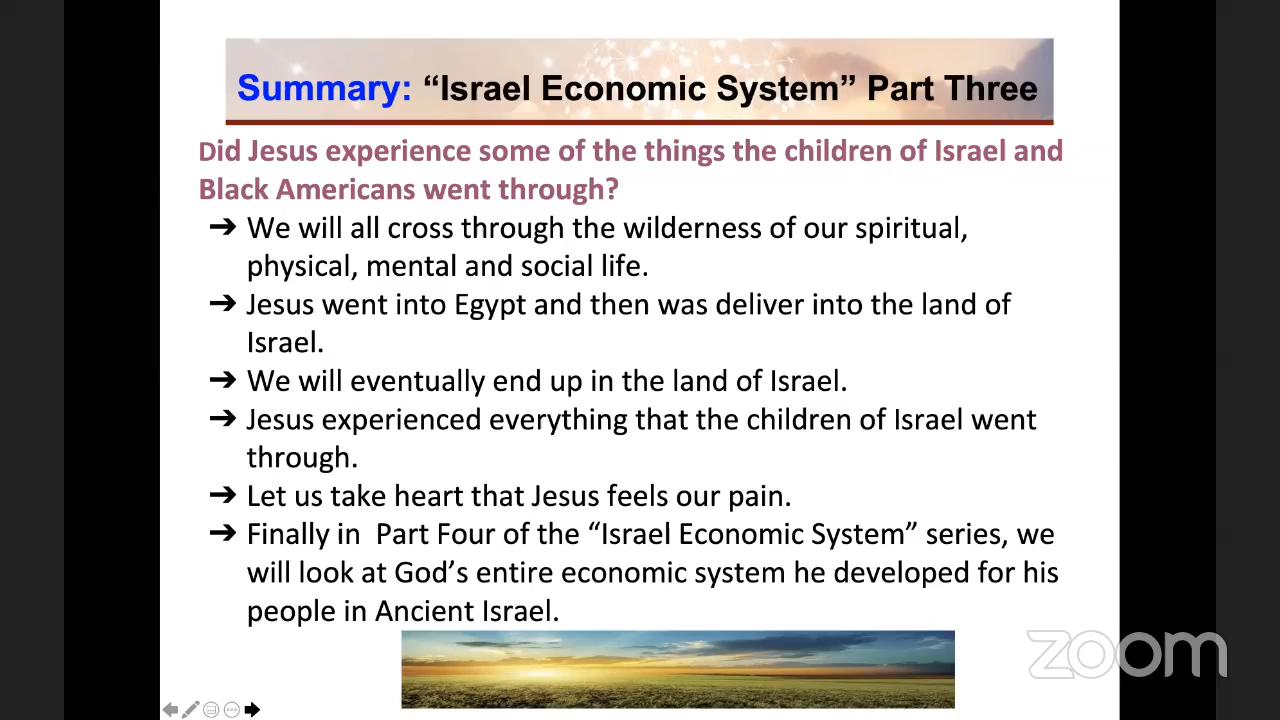 Summary: “Israel Economic System” Part Three
Did Jesus experience some of the things the children of Israel and
Black Americans went through?
➔ We will all cross through the wilderness of our spiritual,
physical, mental and social life.
➔ Jesus went into Egypt and then was deliver into the land of
Israel.
➔ We will eventually end up in the land of Israel.
➔ Jesus experienced everything that the children of Israel went
through.
➔ Let us take heart that Jesus feels our pain.
➔ Finally in  Part Four of the “Israel Economic System” series, we
will look at God’s entire economic system he developed for his
people in Ancient Israel.
zoom